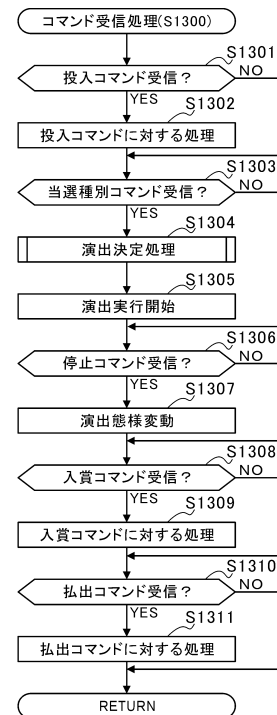 コマンド受信処理(S1300)
S1301
投入コマンド受信?
NO
YES
S1302
投入コマンドに対する処理
S1303
当選種別コマンド受信?
NO
YES
S1304
演出決定処理
S1305
演出実行開始
S1306
停止コマンド受信?
NO
YES
S1307
演出態様変動
S1308
入賞コマンド受信?
NO
YES
S1309
入賞コマンドに対する処理
S1310
払出コマンド受信?
NO
YES
S1311
払出コマンドに対する処理
RETURN